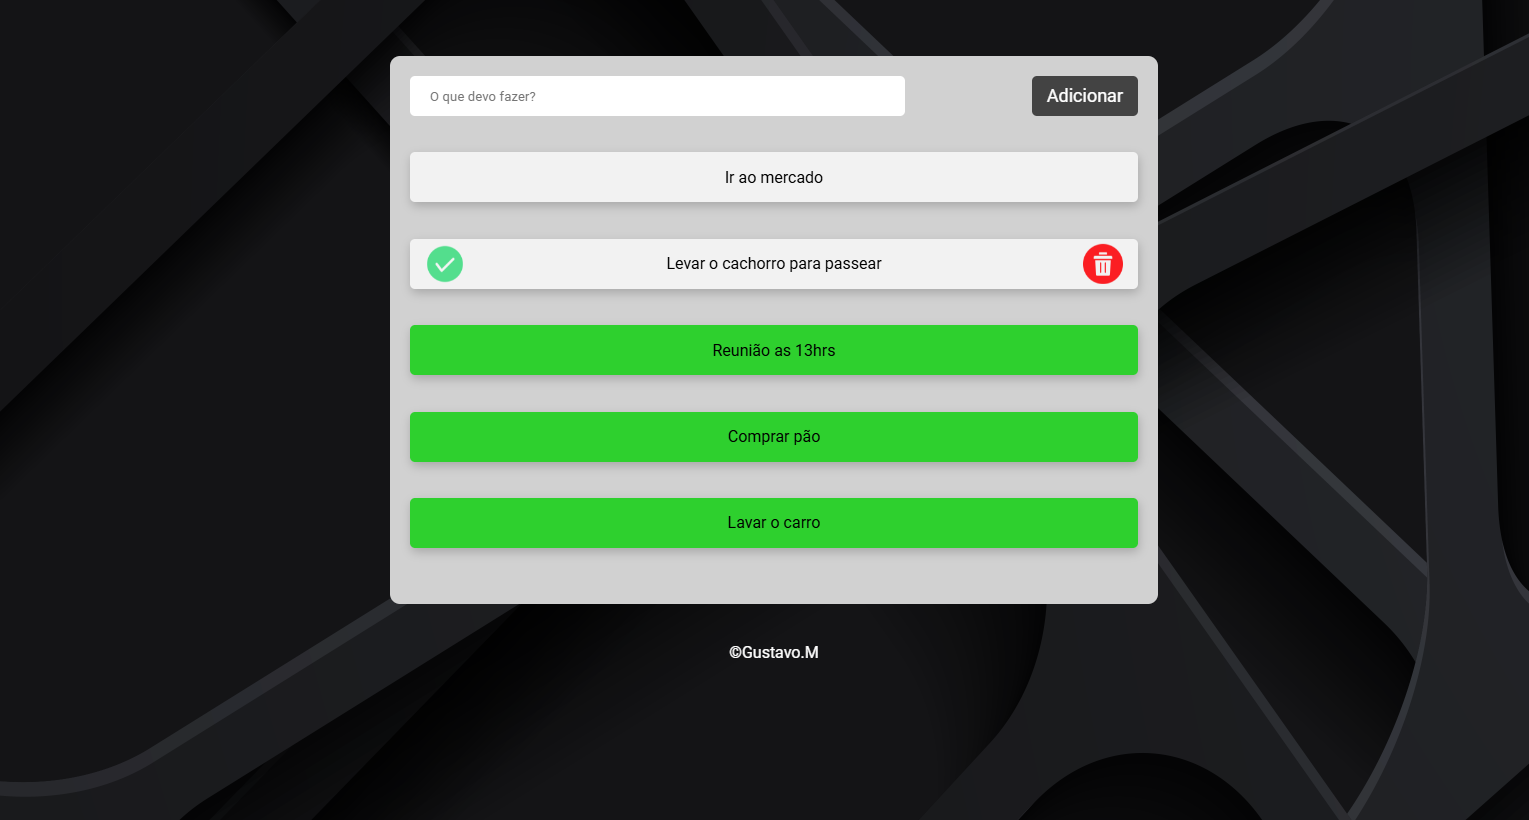 O que devo fazer?
Adicionar
Ir ao mercado
Levar o cachorro para passear
Reunião as 13hrs
Comprar pão
Lavar o carro
©Gustavo.M